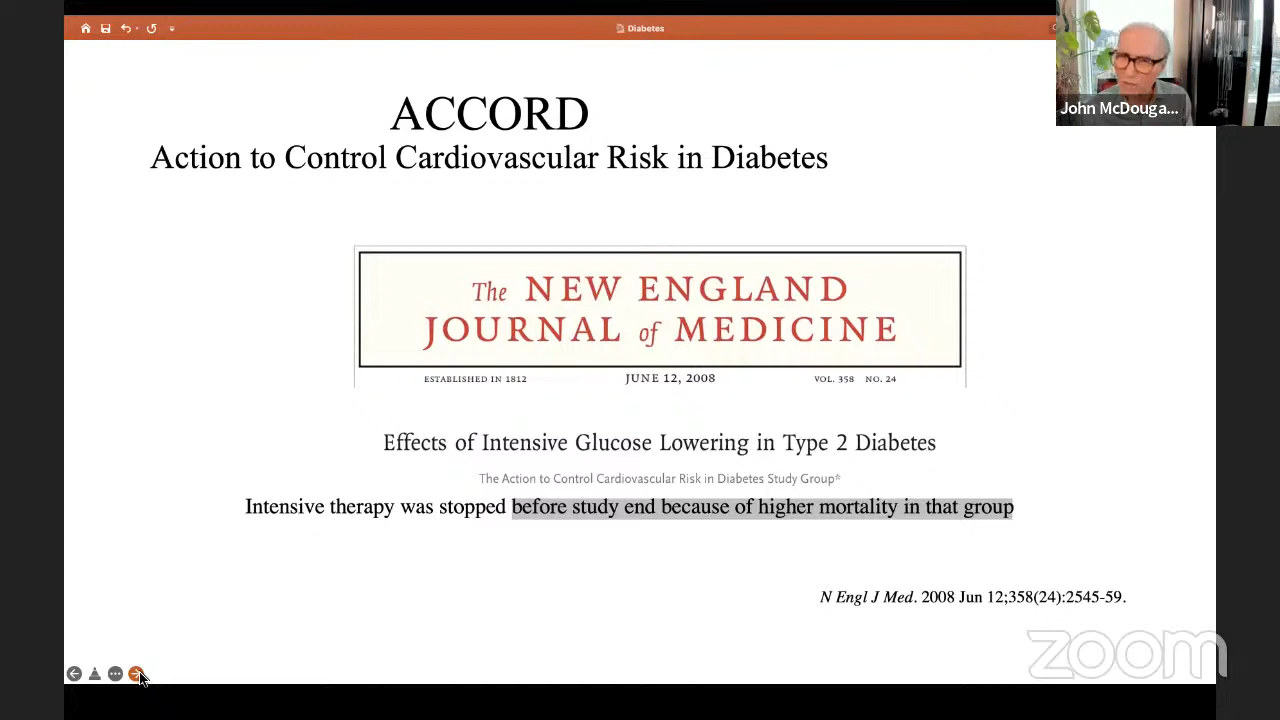 Diabetes
John McDouga...
ACCORD
Action to Control Cardiovascular Risk in Diabetes
The NEW ENGLAND
JOURNAL of MEDICINE
ESTABLISHED IN 1812 JUNE 12, 2008 VOL. 358 NO. 24
Effects of Intensive Glucose Lowering in Type 2 Diabetes
The Action to Control Cardiovascular Risk in Diabetes Study Group*
Intensive therapy was stopped before study end because of higher mortality in that group
N Engl J Med. 2008 Jun 12;358(24):2545-59.
zoom